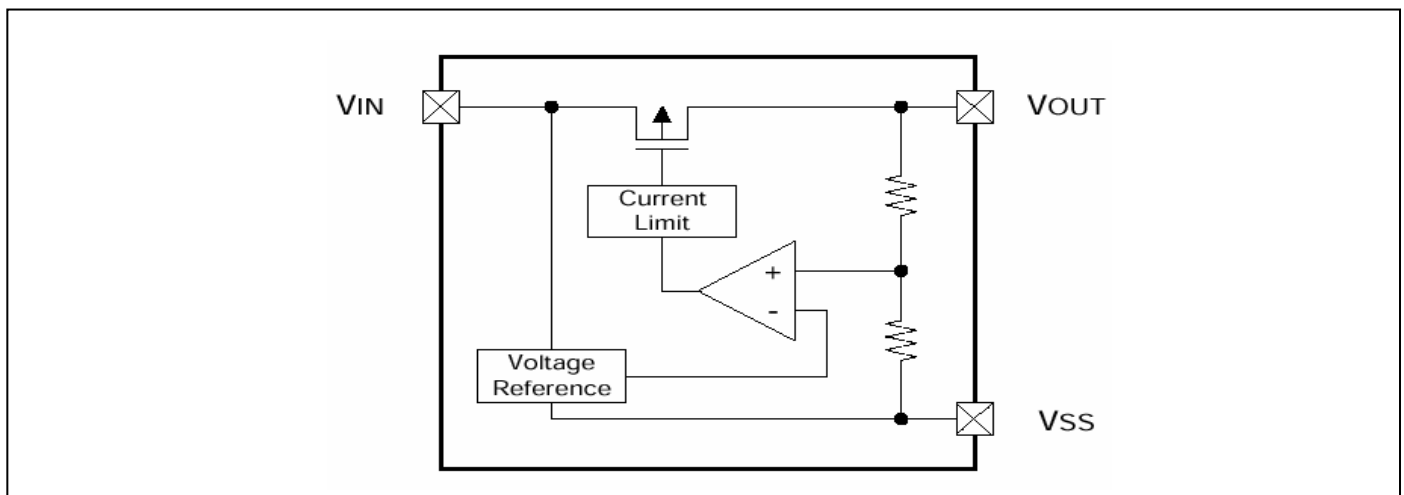 VIN
VOUT
Current
Limit
+
-
Voltage
Reference
VSS